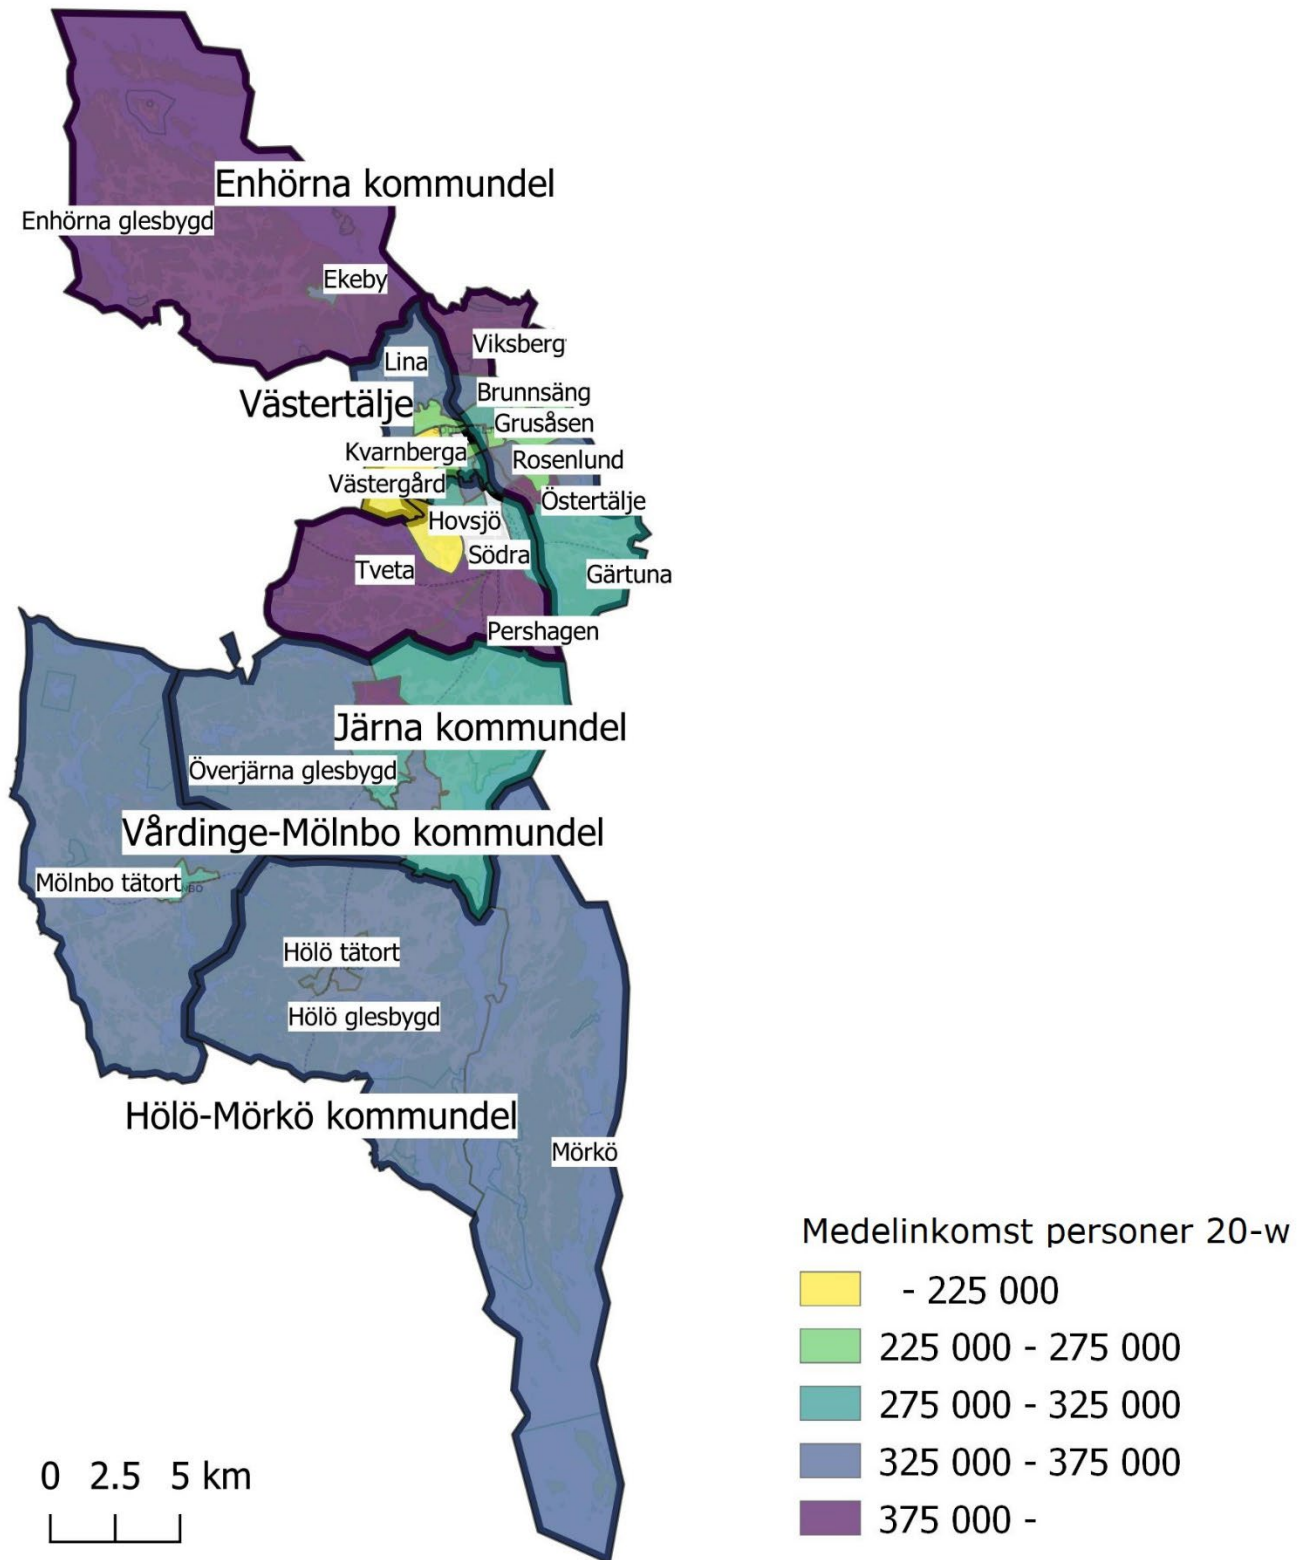 Enhörna kommundel
Enhörna glesbygd
Ekeby
Viksberg
Lina
Brunnsäng
Västertälje
Grusåsen
Kvarnberga
Rosenlund
Västergård
Östertälje
Hovsjö
Södra
Tveta
Gärtuna
Pershagen
Järna kommundel
Överjärna glesbygd
Vårdinge-Mölnbo kommundel
Mölnbo tätort
Hölö tätort
Hölö glesbygd
Hölö-Mörkö kommundel
Mörkö
Medelinkomst personer 20-w
- 225 000
225 000 - 275 000
275 000 - 325 000
325 000 - 375 000
375 000 -
0 2.5 5 km